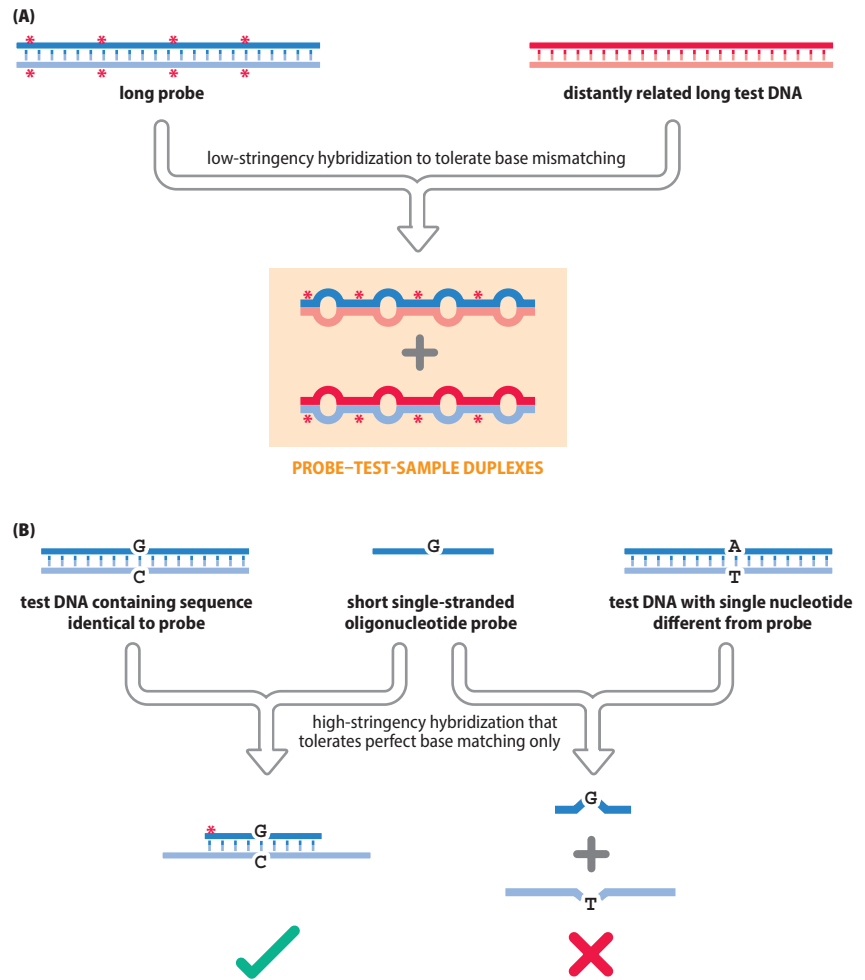 (A)
long probe
distantly related long test DNA
low-stringency hybridization to tolerate base mismatching
PROBE–TEST-SAMPLE DUPLEXES
(B)
G
C
G
A
T
test DNA containing sequence
identical to probe
short single-stranded
oligonucleotide probe
test DNA with single nucleotide
different from probe
high-stringency hybridization that
tolerates perfect base matching only
G
C
G
T